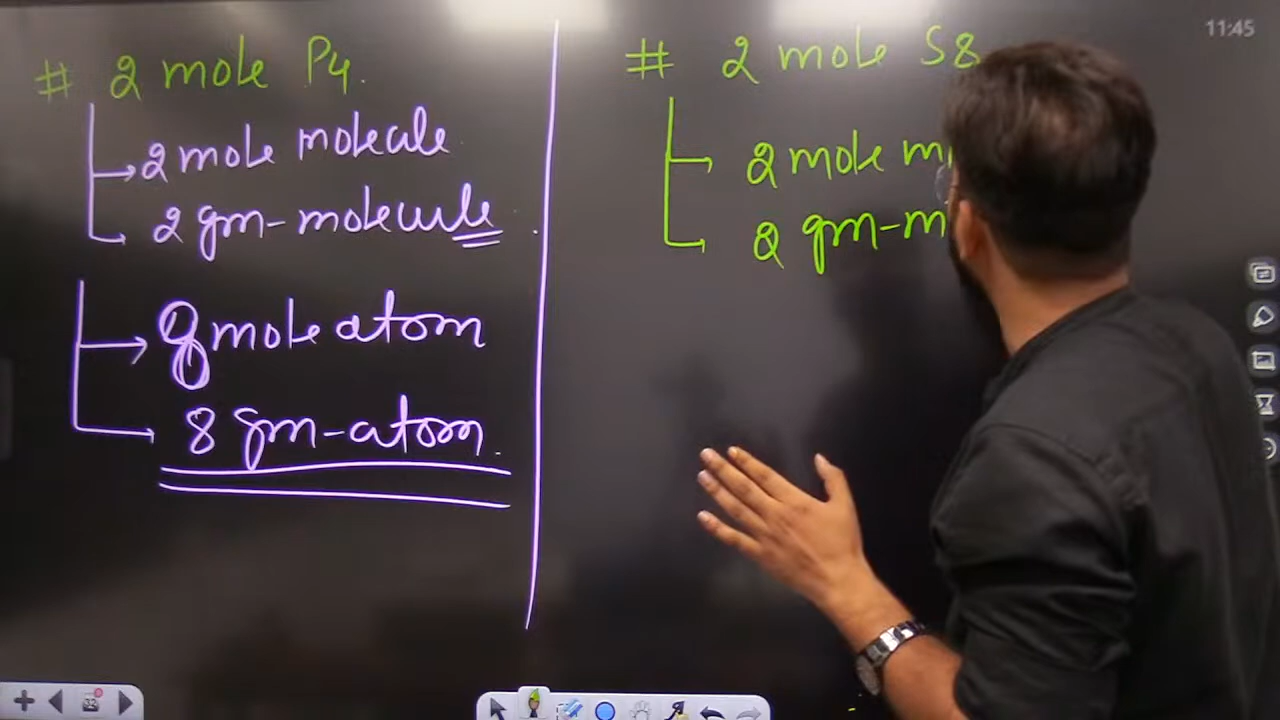 # 2 mole P4.
2 mole molecule
2 gm-molecule
8 mole atom
8 gm-atom.
# 2 mole S8
2 mole m
2 gm-m
11:45